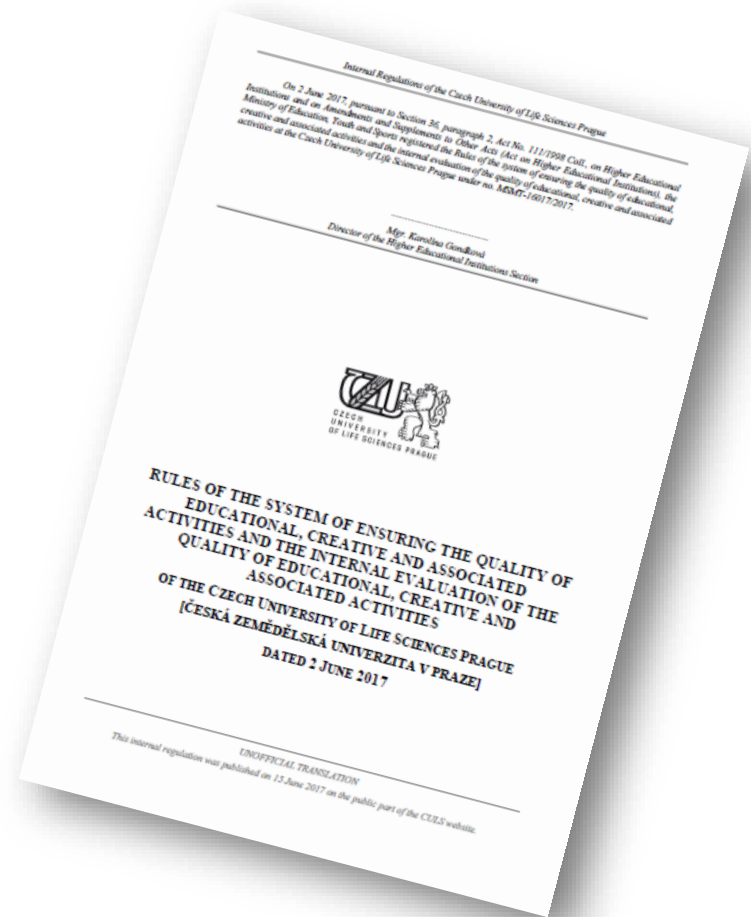 Internal Regulations of the Czech University of Life Sciences Prague
On 2 June 2017, pursuant to Section 36, paragraph 2, Act No. 111/1998 Coll., on Higher Educational
Institutions and on Amendments and Supplements to Other Acts (Act on Higher Educational Institutions), the
Ministry of Education, Youth and Sports registered the Rules of the system of ensuring the quality of educational,
creative and associated activities and the internal evaluation of the quality of educational, creative and associated
activities at the Czech University of Life Sciences Prague under no. MSMT-16017/2017.
Mgr. Karolína Gondková
Director of the Higher Educational Institutions Section
CZU
CZECH
UNIVERSITY
OF LIFE SCIENCES PRAGUE
RULES OF THE SYSTEM OF ENSURING THE QUALITY OF
EDUCATIONAL, CREATIVE AND ASSOCIATED
ACTIVITIES AND THE INTERNAL EVALUATION OF THE
QUALITY OF EDUCATIONAL, CREATIVE AND
ASSOCIATED ACTIVITIES
OF THE CZECH UNIVERSITY OF LIFE SCIENCES PRAGUE
[ČESKÁ ZEMĚDĚLSKÁ UNIVERZITA V PRAZE]
DATED 2 JUNE 2017
UNOFFICIAL TRANSLATION
This internal regulation was published on 15 June 2017 on the public part of the CULS website.